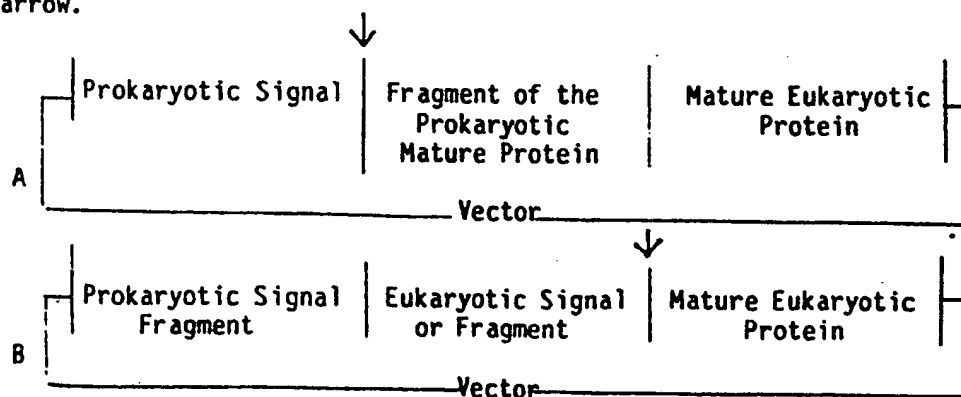 arrow.
Prokaryotic Signal Fragment of the Mature Eukaryotic
Prokaryotic Protein
Mature Protein
A
Vector
Prokaryotic Signal Eukaryotic Signal Mature Eukaryotic
Fragment or Fragment Protein
B
Vector